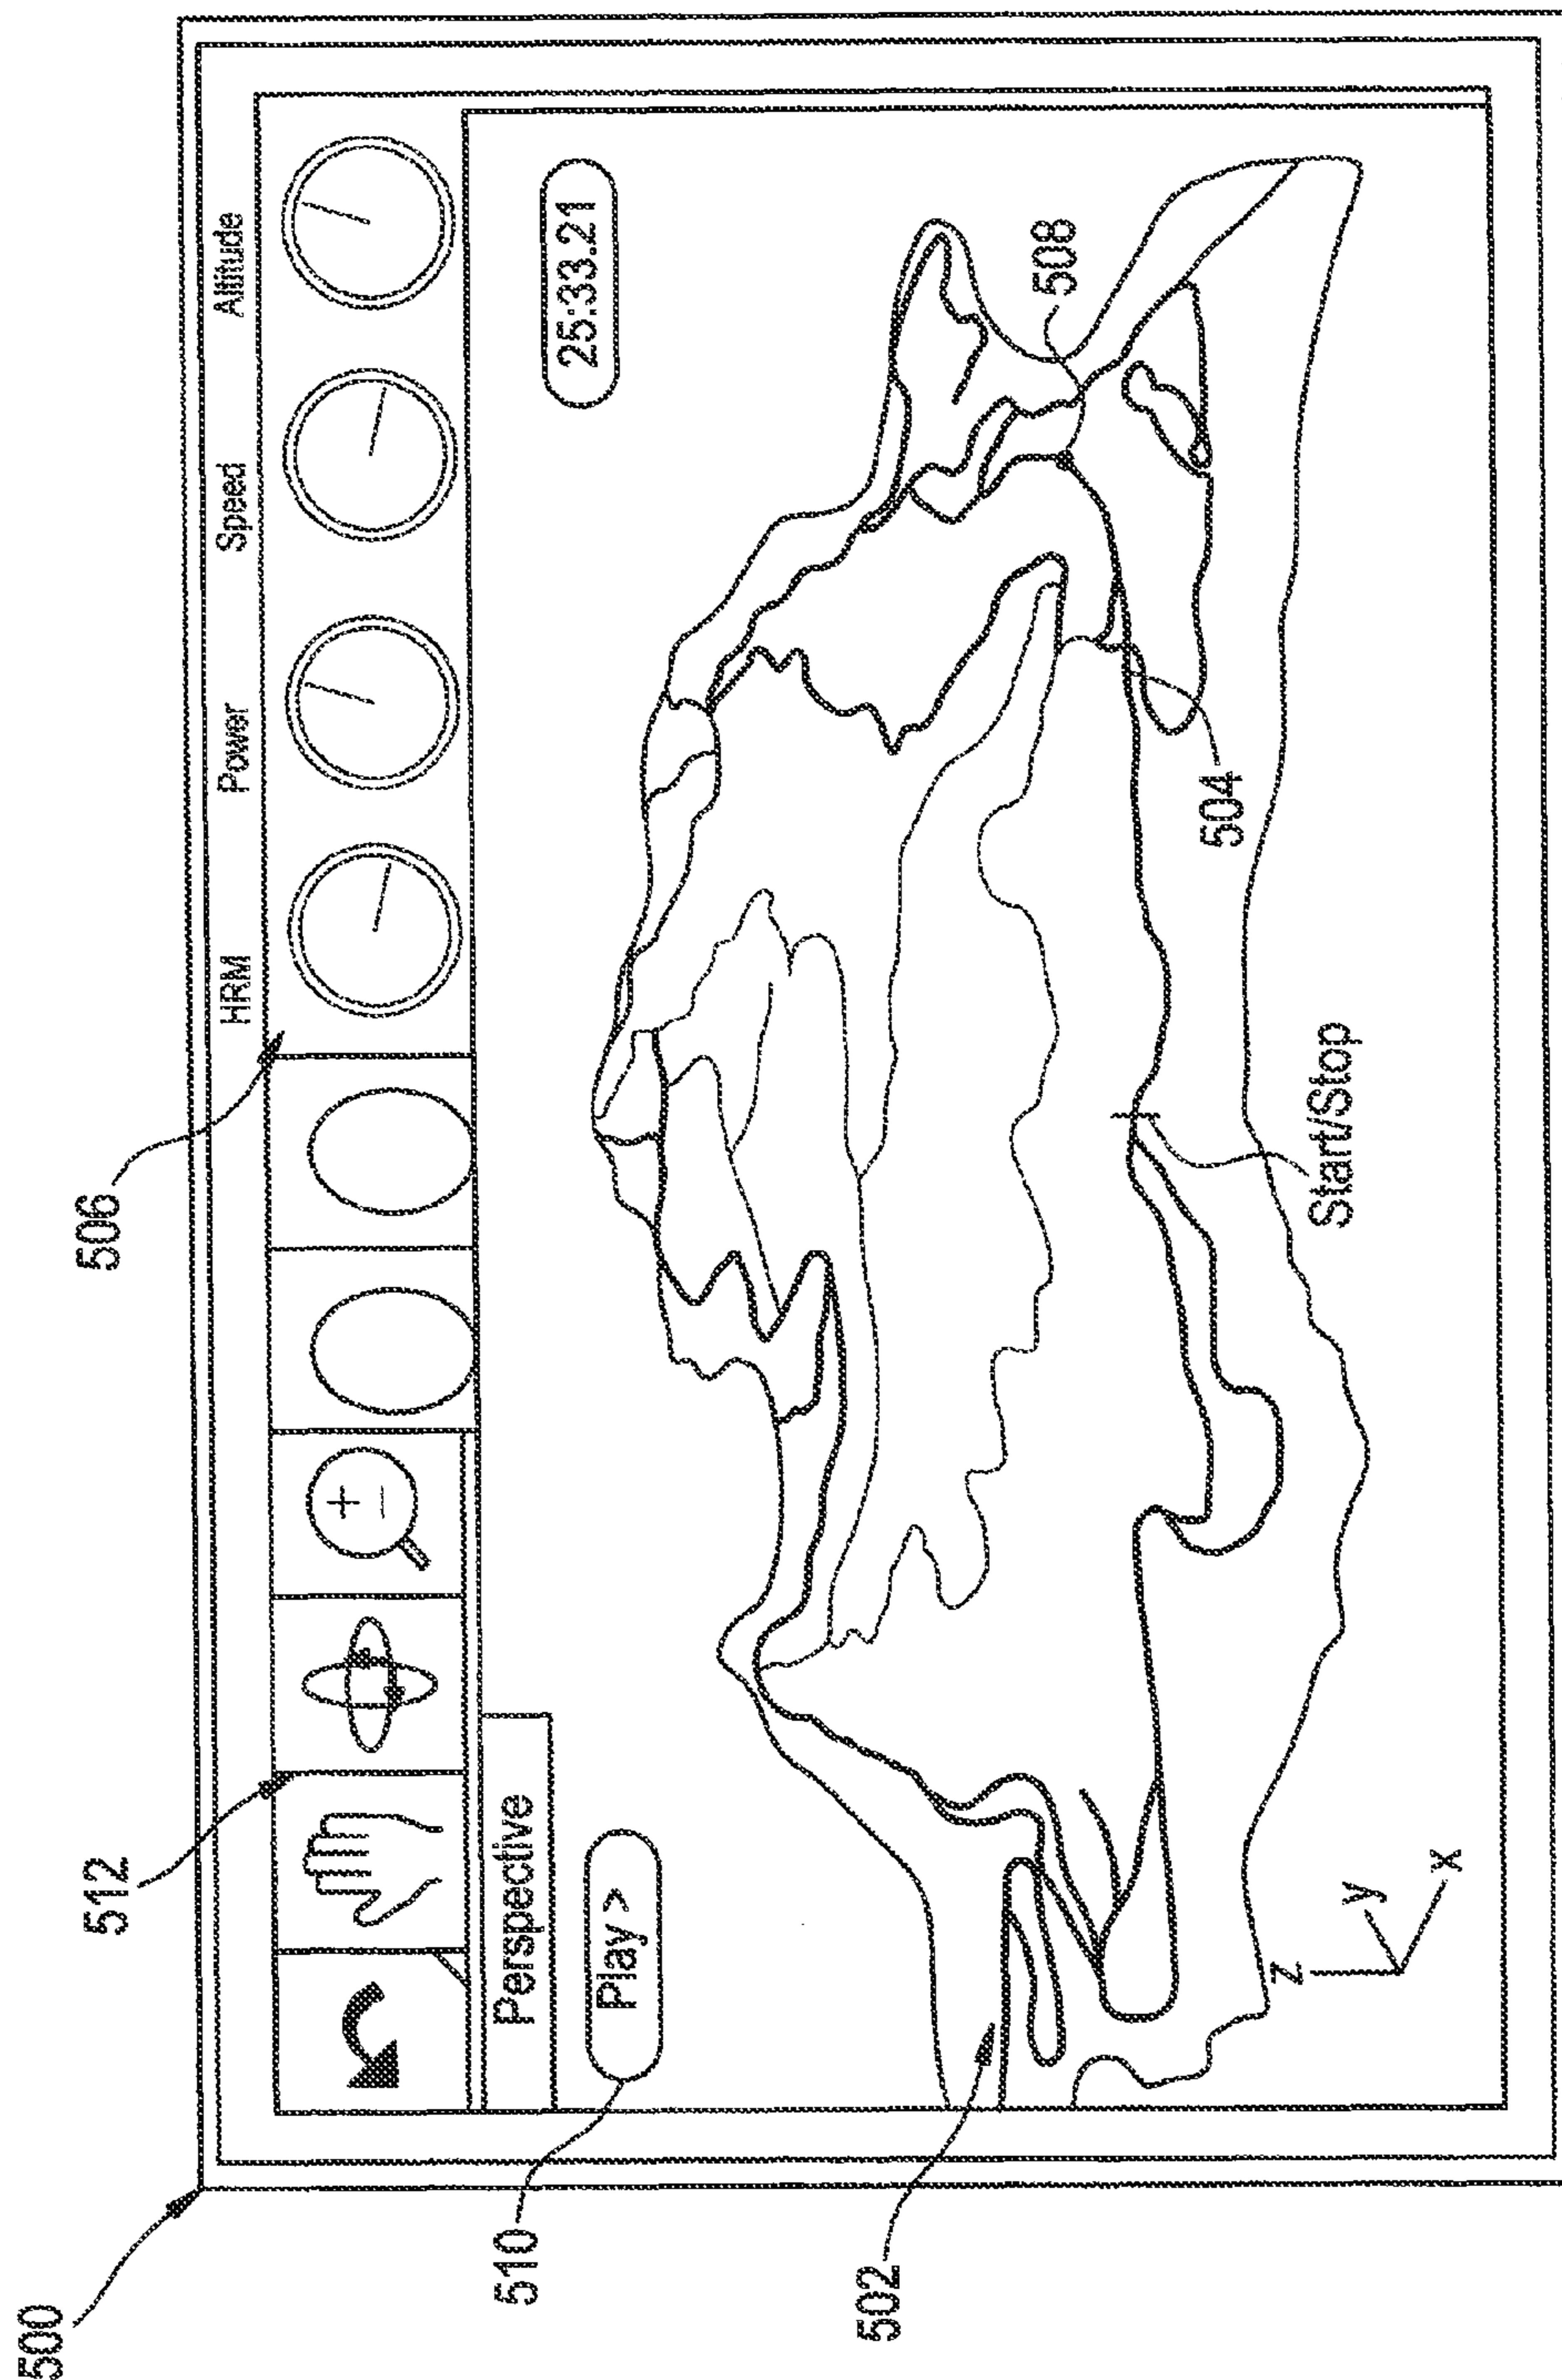 500
512
506
HRM
Power
Speed
Altitude
+
−
Perspective
510
Play >
25:33.21
502
508
504
Start/Stop
z
y
x